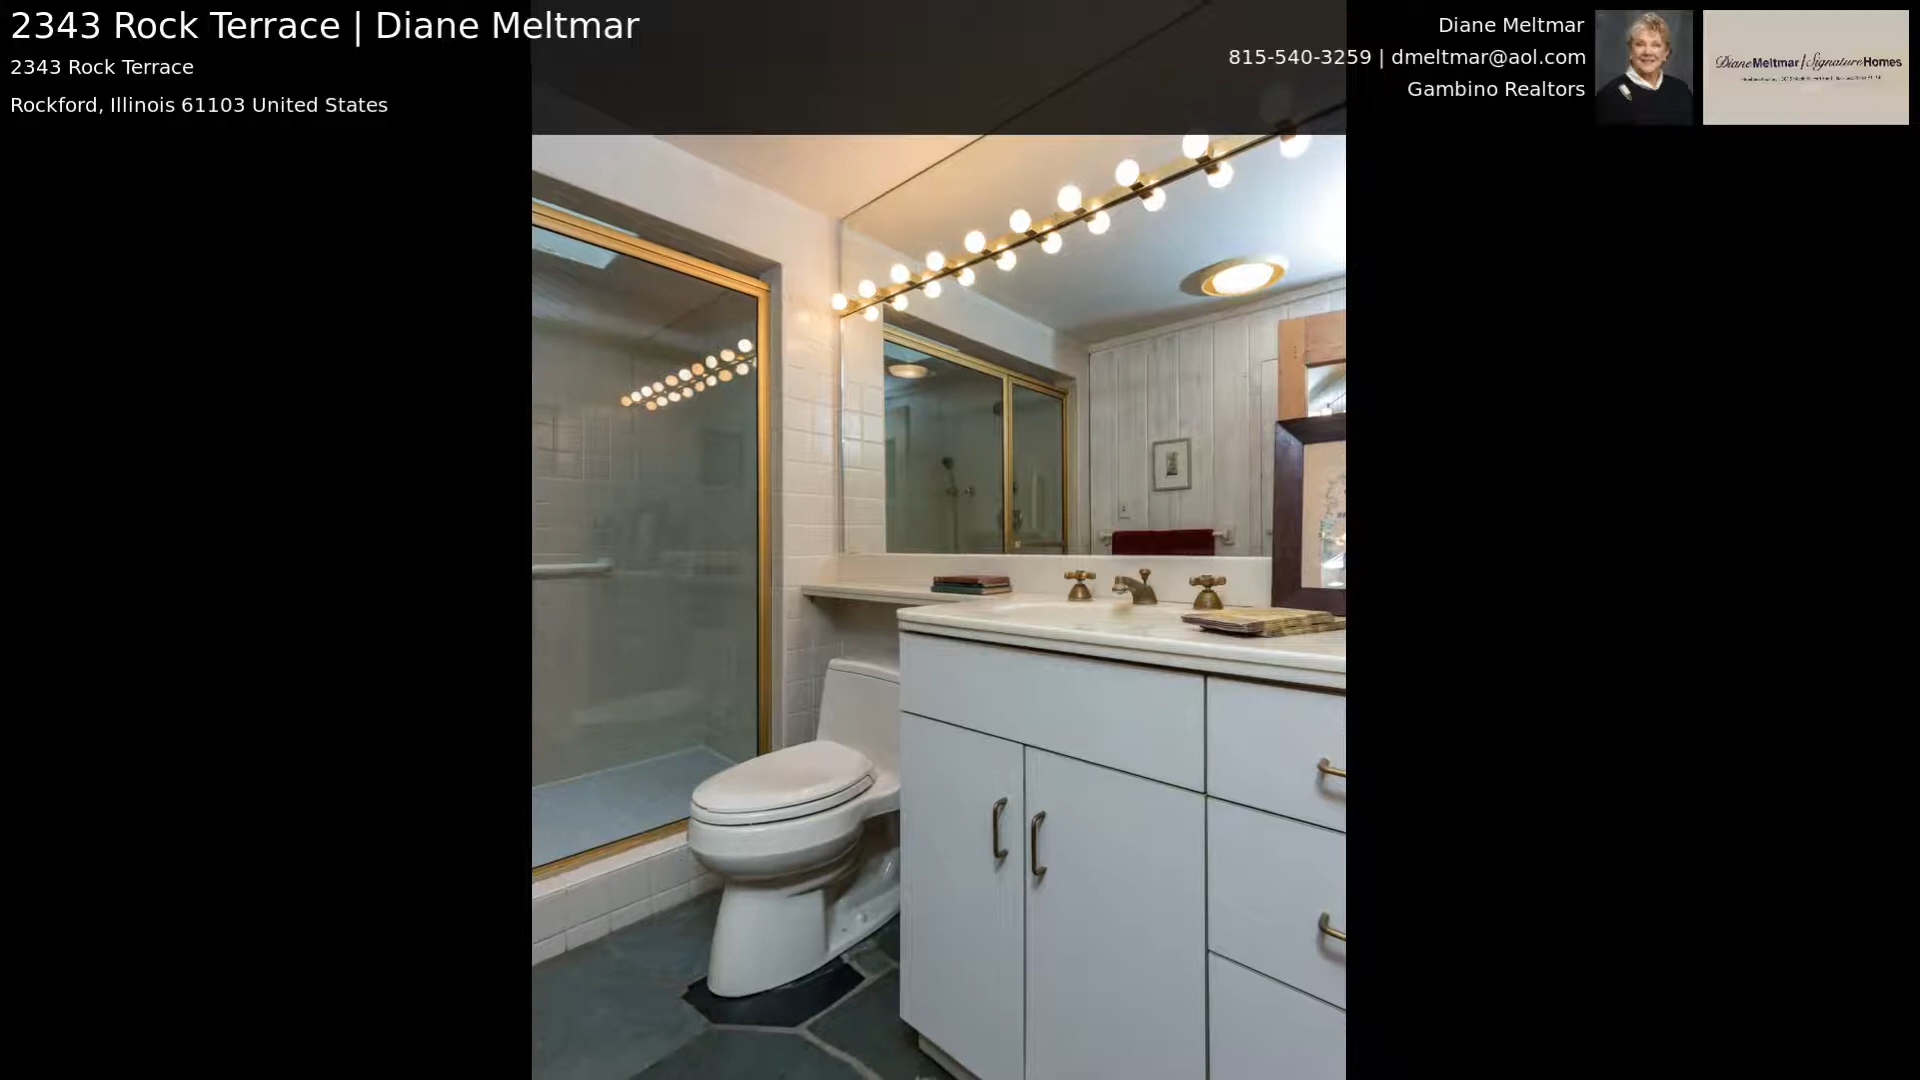 2343 Rock Terrace | Diane Meltmar
2343 Rock Terrace
Rockford, Illinois 61103 United States
Diane Meltmar
815-540-3259 | dmeltmar@aol.com
Gambino Realtors
DianeMeltmar/SignatureHomes